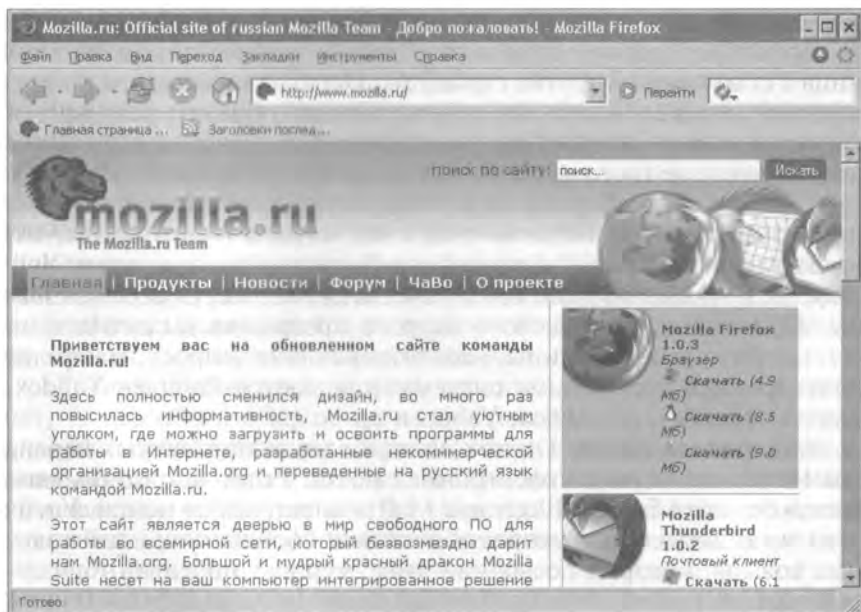 Mozilla.ru: Official site of russian Mozilla Team - Добро пожаловать! - Mozilla Firefox
Файл Правка Вид Переход Закладки Инструменты Справка
http://www.mozilla.ru/ Перейти
Главная страница ... Заголовки послед...
поиск по сайту: поиск... Искать
mozilla.ru
The Mozilla.ru Team
Главная | Продукты | Новости | Форум | ЧаВо | О проекте
Приветствуем вас на обновленном сайте команды
Mozilla.ru!
Здесь полностью сменился дизайн, во много раз
повысилась информативность, Mozilla.ru стал уютным
уголком, где можно загрузить и освоить программы для
работы в Интернете, разработанные некомммерческой
организацией Mozilla.org и переведенные на русский язык
командой Mozilla.ru.
Этот сайт является дверью в мир свободного ПО для
работы во всемирной сети, который безвозмездно дарит
нам Mozilla.org. Большой и мудрый красный дракон Mozilla
Suite несет на ваш компьютер интегрированное решение
Mozilla Firefox
1.0.3
Браузер
Скачать (4.9
Мб)
Скачать (8.5
Мб)
Скачать (9.0
Мб)
Mozilla
Thunderbird
1.0.2
Почтовый клиент
Скачать (6.1
Готово